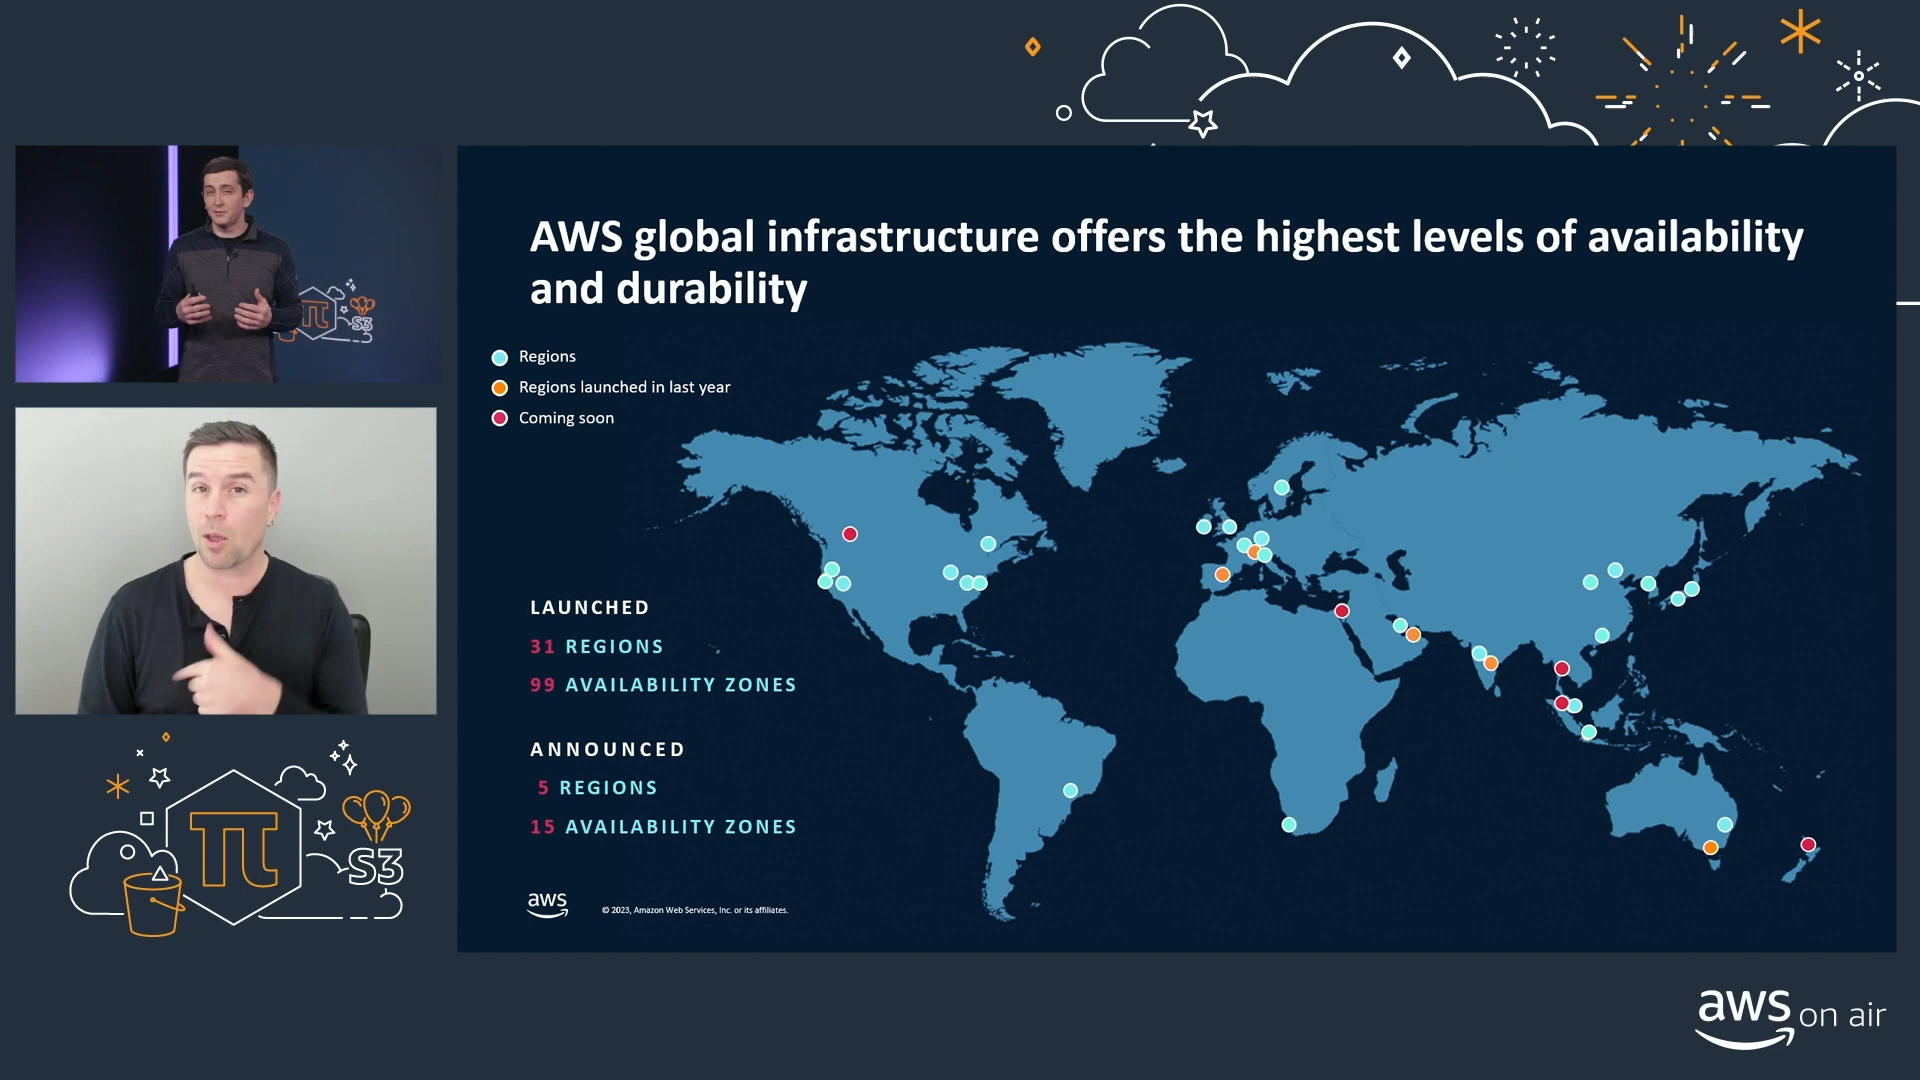 AWS global infrastructure offers the highest levels of availability
and durability
Regions
Regions launched in last year
Coming soon
LAUNCHED
31 REGIONS
99 AVAILABILITY ZONES
ANNOUNCED
5 REGIONS
15 AVAILABILITY ZONES
aws
© 2023, Amazon Web Services, Inc. or its affiliates.
π
S3
π
S3
aws on air